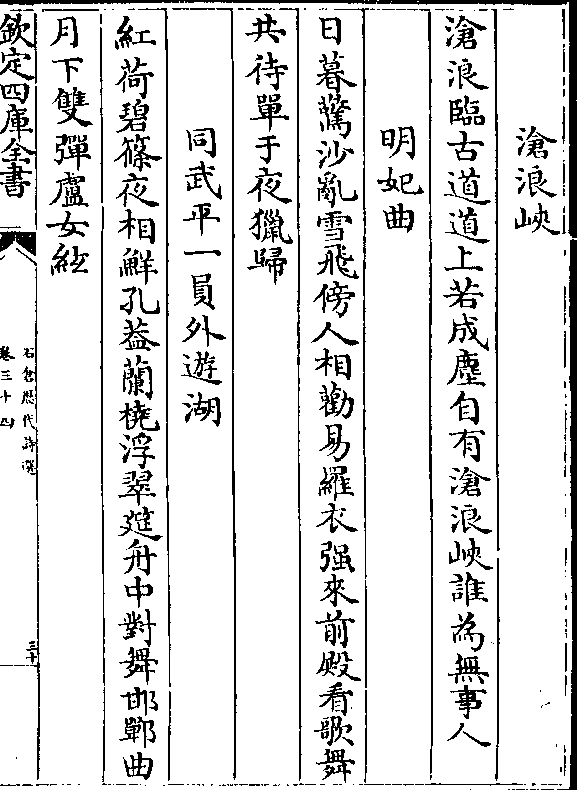 滄浪峽
滄浪臨古道道上若成塵自有滄浪峽誰為無事人
明妃曲
日暮驚沙亂雪飛傍人相勸易羅衣强來前殿看歌舞
共待單于夜獵歸
同武平一員外遊湖
紅荷碧篠夜相鮮孔葢蘭橈浮翠筵舟中對舞邯鄲曲
月下雙彈盧女絃
欽定四庫全書
石倉歴代詩選
卷三十四
三十